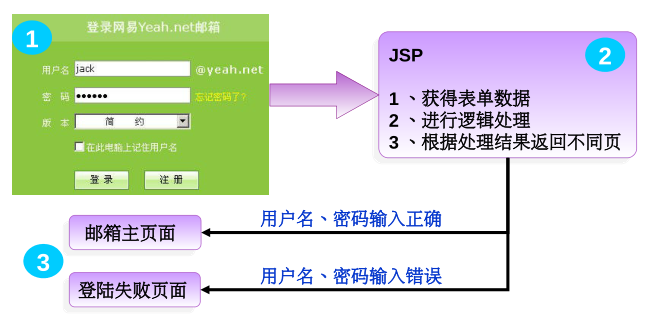 1
登录网易Yeah.net邮箱
用户名 jack @yeah.net
密 码 ●●●●●● 忘记密码了?
版 本 简 约
在此电脑上记住用户名
登 录 注 册
2
JSP
1 、获得表单数据
2 、进行逻辑处理
3 、根据处理结果返回不同页
用户名、密码输入正确
邮箱主页面
3
用户名、密码输入错误
登陆失败页面